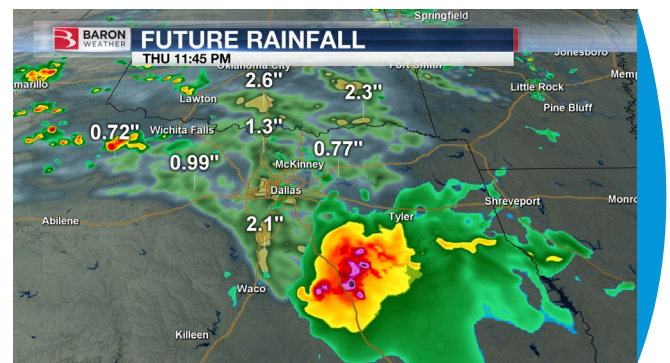 Springfield
BARON
WEATHER
FUTURE RAINFALL
THU 11:45 PM
Jonesboro
Oklahoma City
Fort Smith
marillo
Memp
2.6"
2.3"
Little Rock
Lawton
Pine Bluff
0.72"
Wichita Falls
1.3"
0.77"
0.99"
McKinney
Dallas
Shreveport
Monro
Abilene
2.1"
Tyler
Waco
Killeen